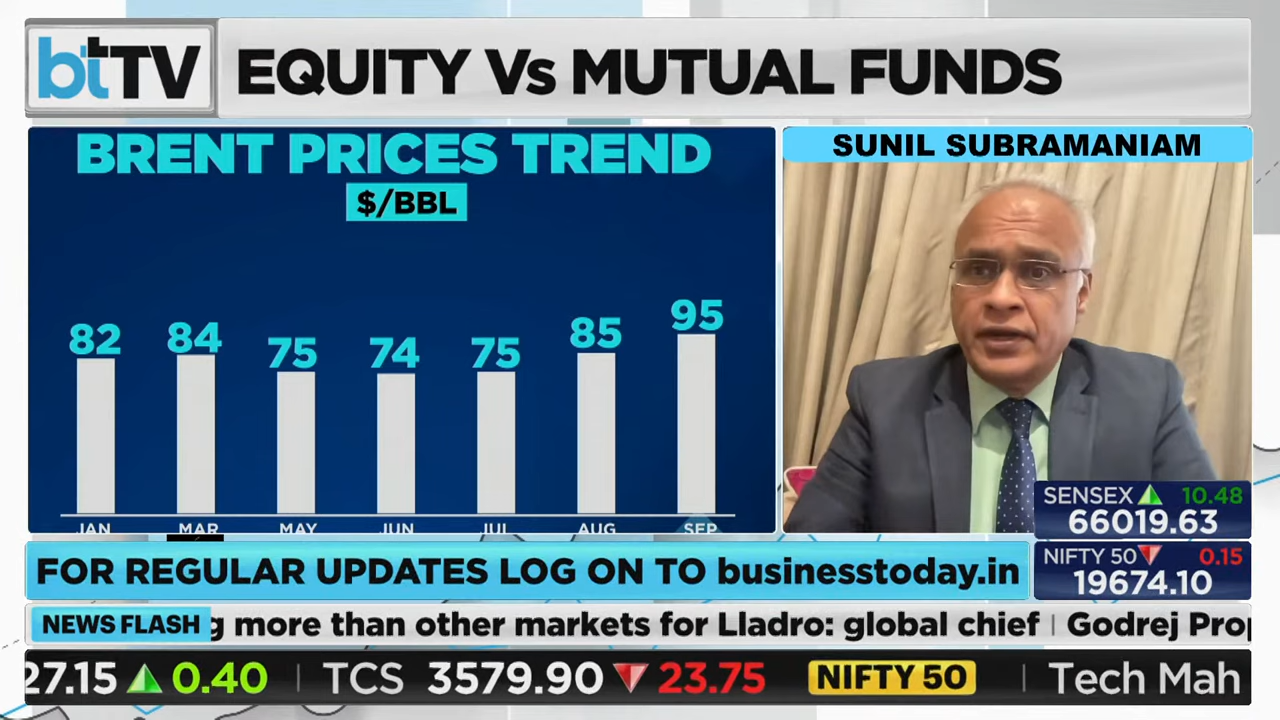 btTV
EQUITY Vs MUTUAL FUNDS
BRENT PRICES TREND
$/BBL
82 84 75 74 75 85 95
JAN MAR MAY JUN JUL AUG SEP
SUNIL SUBRAMANIAM
SENSEX 10.48
66019.63
NIFTY 50 0.15
19674.10
FOR REGULAR UPDATES LOG ON TO businesstoday.in
NEWS FLASH g more than other markets for Lladro: global chief | Godrej Prop
27.15 0.40 | TCS 3579.90 23.75 NIFTY 50 | Tech Mah